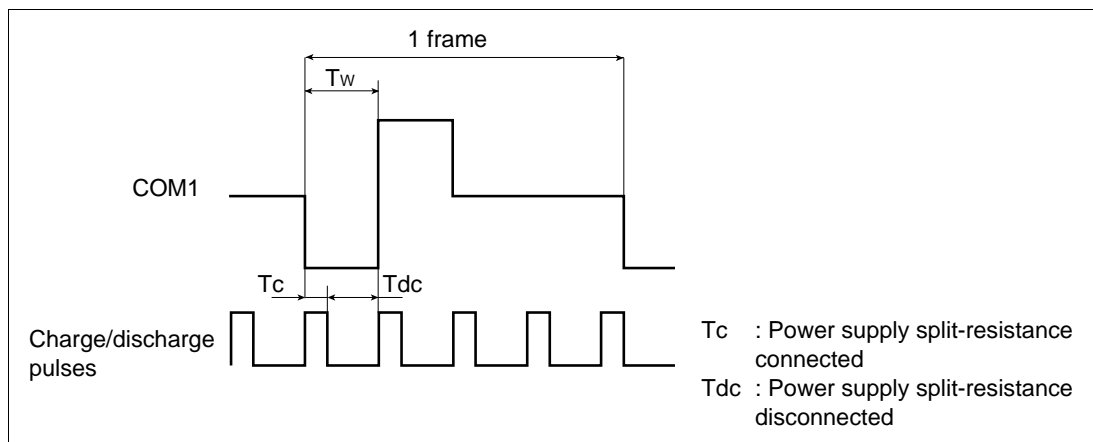 1 frame
Tw
COM1
Tc
Tdc
Charge/discharge
pulses
Tc : Power supply split-resistance
connected
Tdc : Power supply split-resistance
disconnected